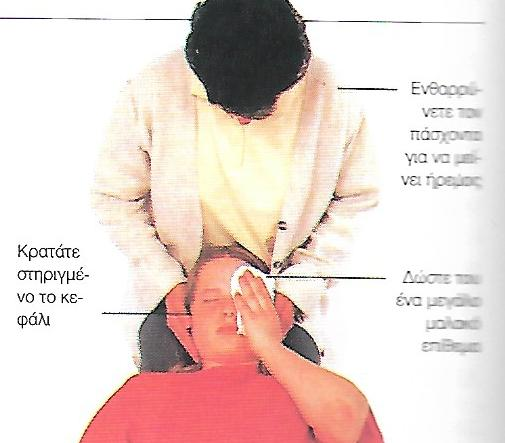 Ενθαρρύ-
νετε τον
πάσχοντα
για να μεί-
νει ήρεμος
Κρατάτε
στηριγμέ-
νο το κε-
φάλι
Δώστε του
ένα μεγάλο
μαλακό
επίθεμα